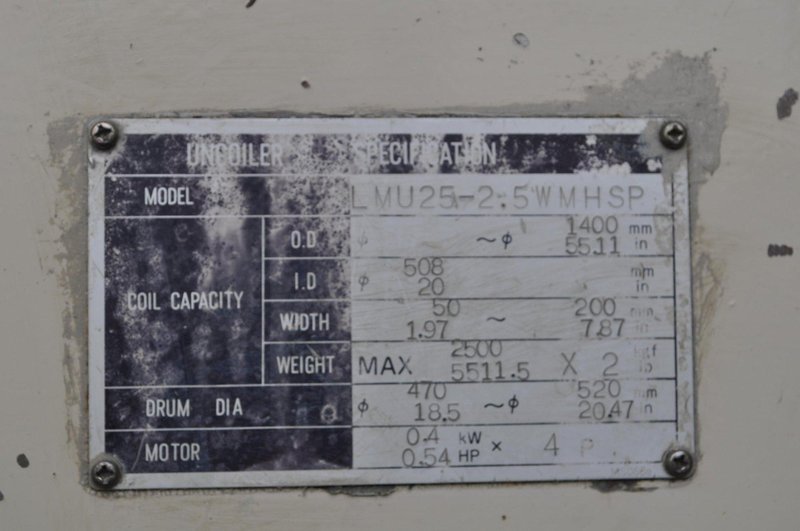 UNCOILER SPECIFICATION
MODEL LMU25-2.5WMHSP
COIL CAPACITY
O.D φ ~φ 1400 mm
55.11 in
I.D φ 508 mm
20 in
WIDTH 50 ~ 200 mm
1.97 7.87 in
WEIGHT MAX 2500 X 2 kgf
5511.5 lb
DRUM DIA φ 470 ~φ 520 mm
18.5 20.47 in
MOTOR 0.4 kW × 4 P
0.54 HP